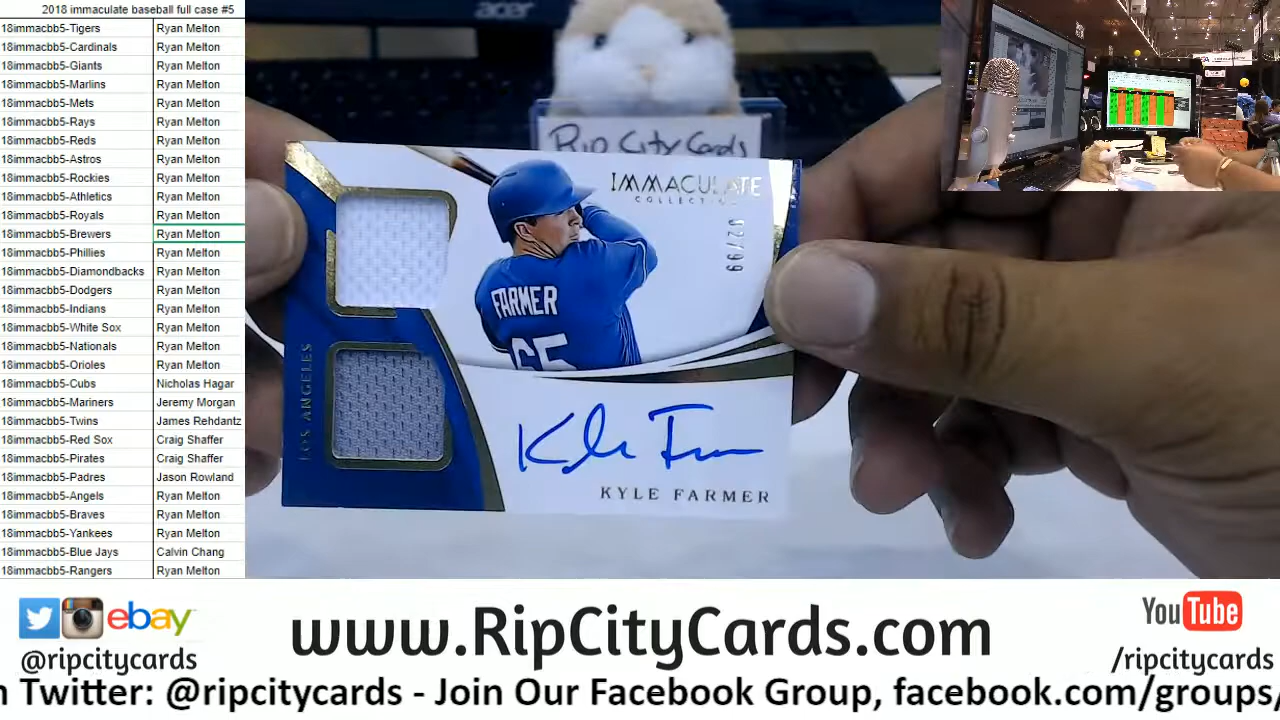 2018 immaculate baseball full case #5
18immacbb5-Tigers Ryan Melton
18immacbb5-Cardinals Ryan Melton
18immacbb5-Giants Ryan Melton
18immacbb5-Marlins Ryan Melton
18immacbb5-Mets Ryan Melton
18immacbb5-Rays Ryan Melton
18immacbb5-Reds Ryan Melton
18immacbb5-Astros Ryan Melton
18immacbb5-Rockies Ryan Melton
18immacbb5-Athletics Ryan Melton
18immacbb5-Royals Ryan Melton
18immacbb5-Brewers Ryan Melton
18immacbb5-Phillies Ryan Melton
18immacbb5-Diamondbacks Ryan Melton
18immacbb5-Dodgers Ryan Melton
18immacbb5-Indians Ryan Melton
18immacbb5-White Sox Ryan Melton
18immacbb5-Nationals Ryan Melton
18immacbb5-Orioles Ryan Melton
18immacbb5-Cubs Nicholas Hagar
18immacbb5-Mariners Jeremy Morgan
18immacbb5-Twins James Rehdantz
18immacbb5-Red Sox Craig Shaffer
18immacbb5-Pirates Craig Shaffer
18immacbb5-Padres Jason Rowland
18immacbb5-Angels Ryan Melton
18immacbb5-Braves Ryan Melton
18immacbb5-Yankees Ryan Melton
18immacbb5-Blue Jays Calvin Chang
18immacbb5-Rangers Ryan Melton
acer
Rip City Cards
IMMACULATE
COLLECTION
02/99
FARMER
65
LOS ANGELES
KYLE FARMER
ebay
@ripcitycards
www.RipCityCards.com
YouTube
/ripcitycards
n Twitter: @ripcitycards - Join Our Facebook Group, facebook.com/groups/